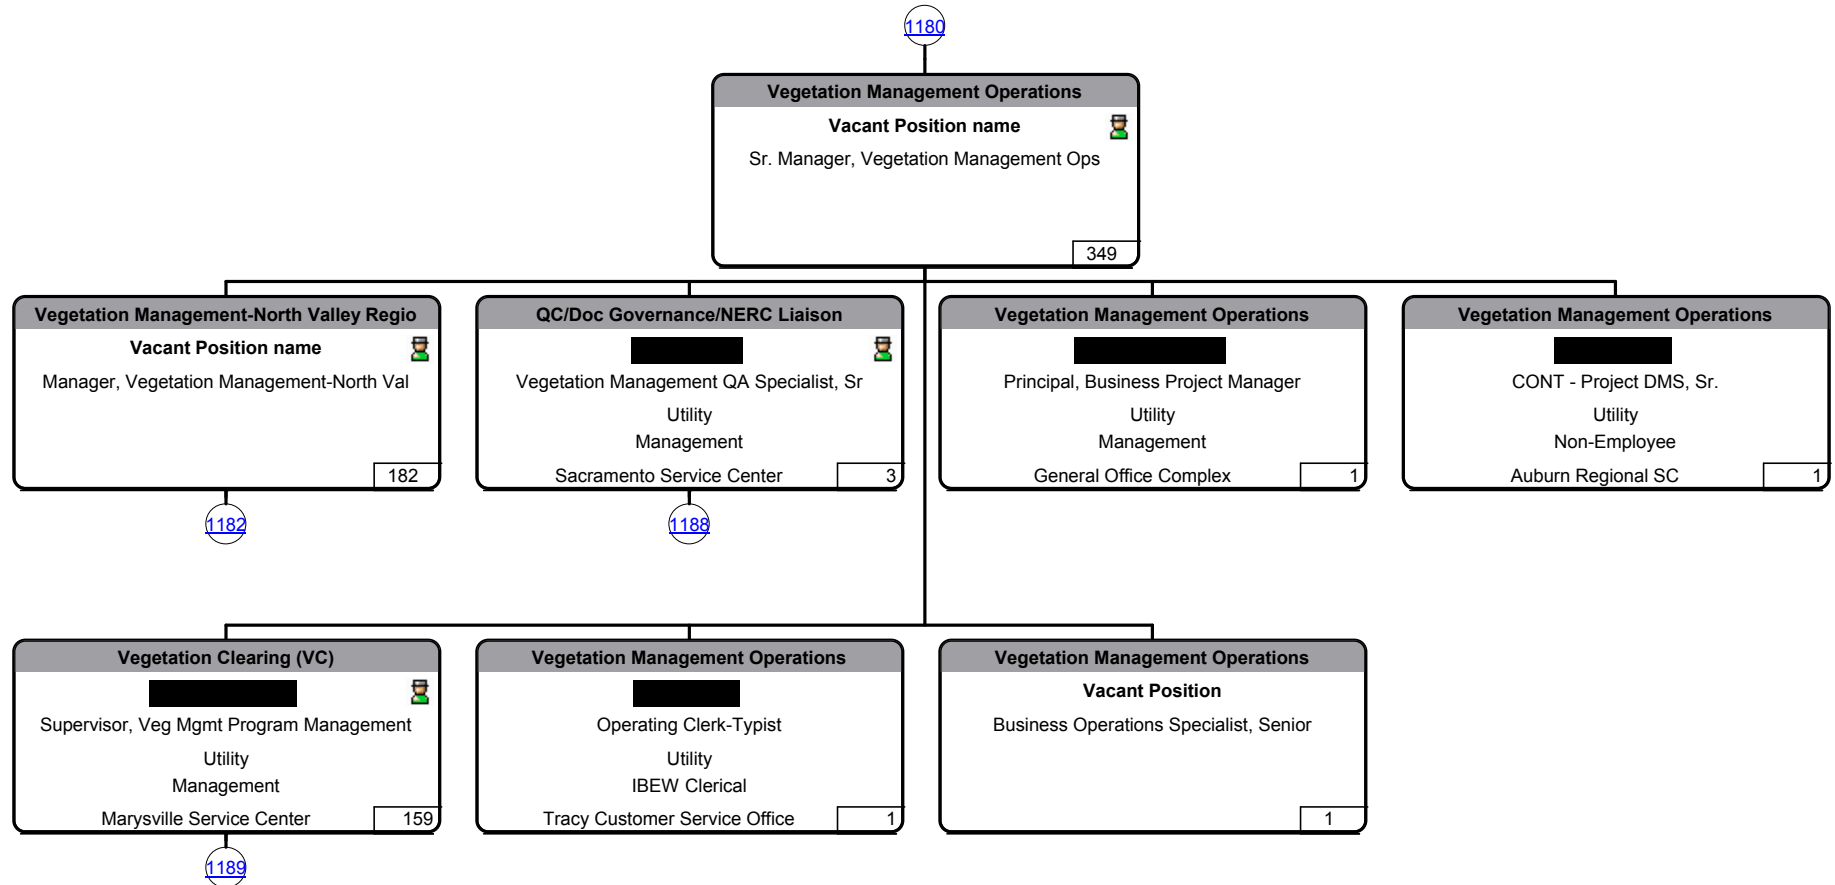 1180
Vegetation Management Operations
Vacant Position name
Sr. Manager, Vegetation Management Ops
349
Vegetation Management-North Valley Regio
Vacant Position name
Manager, Vegetation Management-North Val
182
1182
QC/Doc Governance/NERC Liaison
Vegetation Management QA Specialist, Sr
Utility
Management
Sacramento Service Center
3
1188
Vegetation Management Operations
Principal, Business Project Manager
Utility
Management
General Office Complex
1
Vegetation Management Operations
CONT - Project DMS, Sr.
Utility
Non-Employee
Auburn Regional SC
1
Vegetation Clearing (VC)
Supervisor, Veg Mgmt Program Management
Utility
Management
Marysville Service Center
159
1189
Vegetation Management Operations
Operating Clerk-Typist
Utility
IBEW Clerical
Tracy Customer Service Office
1
Vegetation Management Operations
Vacant Position
Business Operations Specialist, Senior
1